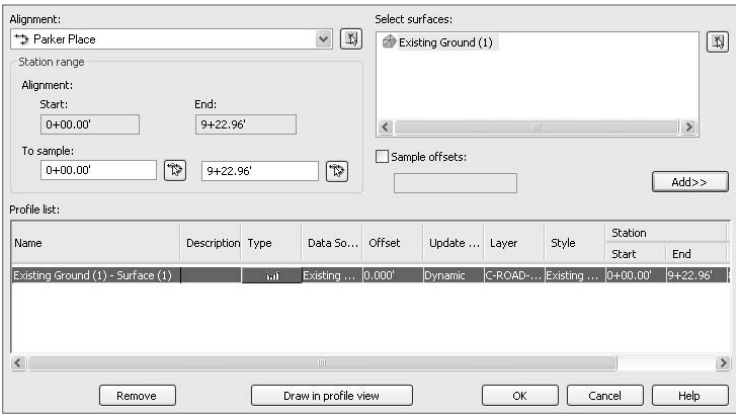 Alignment:
Parker Place
Station range
Alignment:
Start: End:
0+00.00' 9+22.96'
To sample:
0+00.00' 9+22.96'
Select surfaces:
Existing Ground (1)
Sample offsets:
Add>>
Profile list:
Name Description Type Data So... Offset Update ... Layer Style Station
Start End
Existing Ground (1) - Surface (1) Existing ... 0.000' Dynamic C-ROAD-... Existing ... 0+00.00' 9+22.96'
Remove Draw in profile view OK Cancel Help